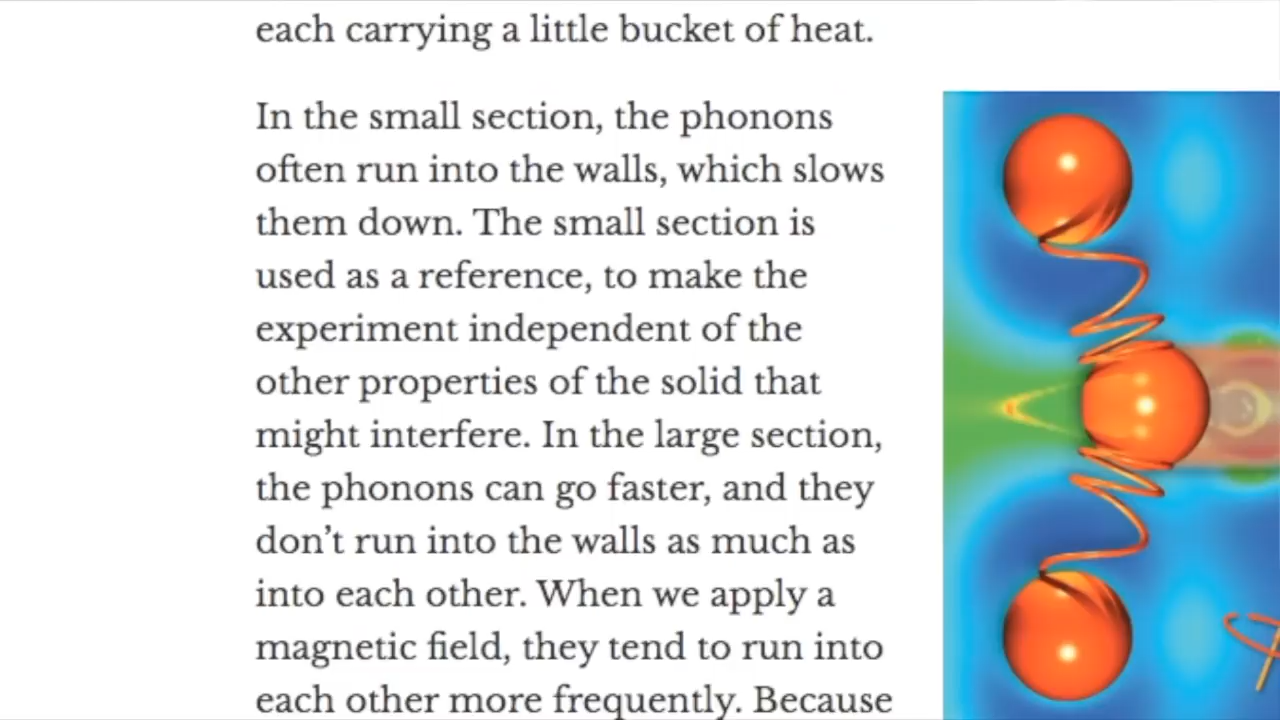 each carrying a little bucket of heat.
In the small section, the phonons
often run into the walls, which slows
them down. The small section is
used as a reference, to make the
experiment independent of the
other properties of the solid that
might interfere. In the large section,
the phonons can go faster, and they
don’t run into the walls as much as
into each other. When we apply a
magnetic field, they tend to run into
each other more frequently. Because